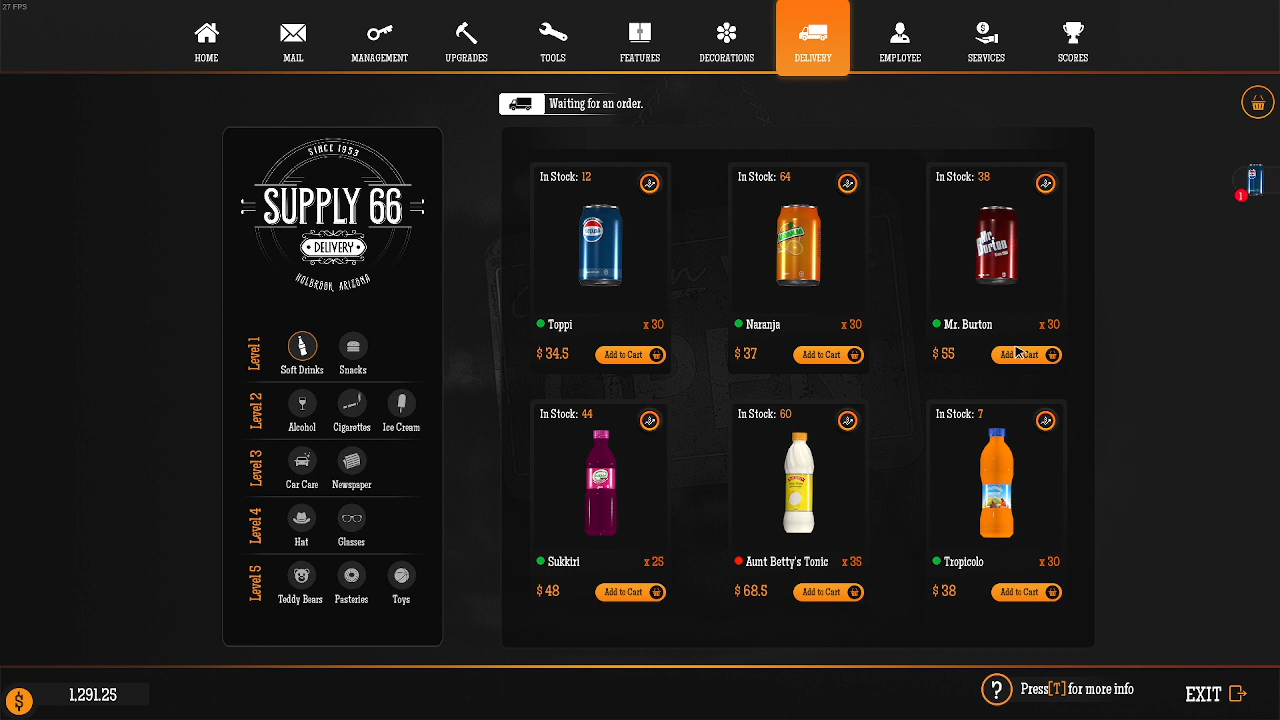 27 FPS
HOME
MAIL
MANAGEMENT
UPGRADES
TOOLS
FEATURES
DECORATIONS
DELIVERY
EMPLOYEE
SERVICES
SCORES
Waiting for an order.
SINCE 1953
SUPPLY 66
DELIVERY
HOLBROOK, ARIZONA
Level 1
Soft Drinks
Snacks
Level 2
Alcohol
Cigarettes
Ice Cream
Level 3
Car Care
Newspaper
Level 4
Hat
Glasses
Level 5
Teddy Bears
Pasteries
Toys
In Stock: 12
Toppi x 30
$ 34.5 Add to Cart
In Stock: 64
Naranja x 30
$ 37 Add to Cart
In Stock: 38
Mr. Burton
Mr. Burton x 30
$ 55 Add to Cart
In Stock: 44
Sukkiri x 25
$ 48 Add to Cart
In Stock: 60
Aunt Betty's Tonic x 35
$ 68.5 Add to Cart
In Stock: 7
Tropicolo x 30
$ 38 Add to Cart
1
$ 1,291.25
? Press[T] for more info
EXIT